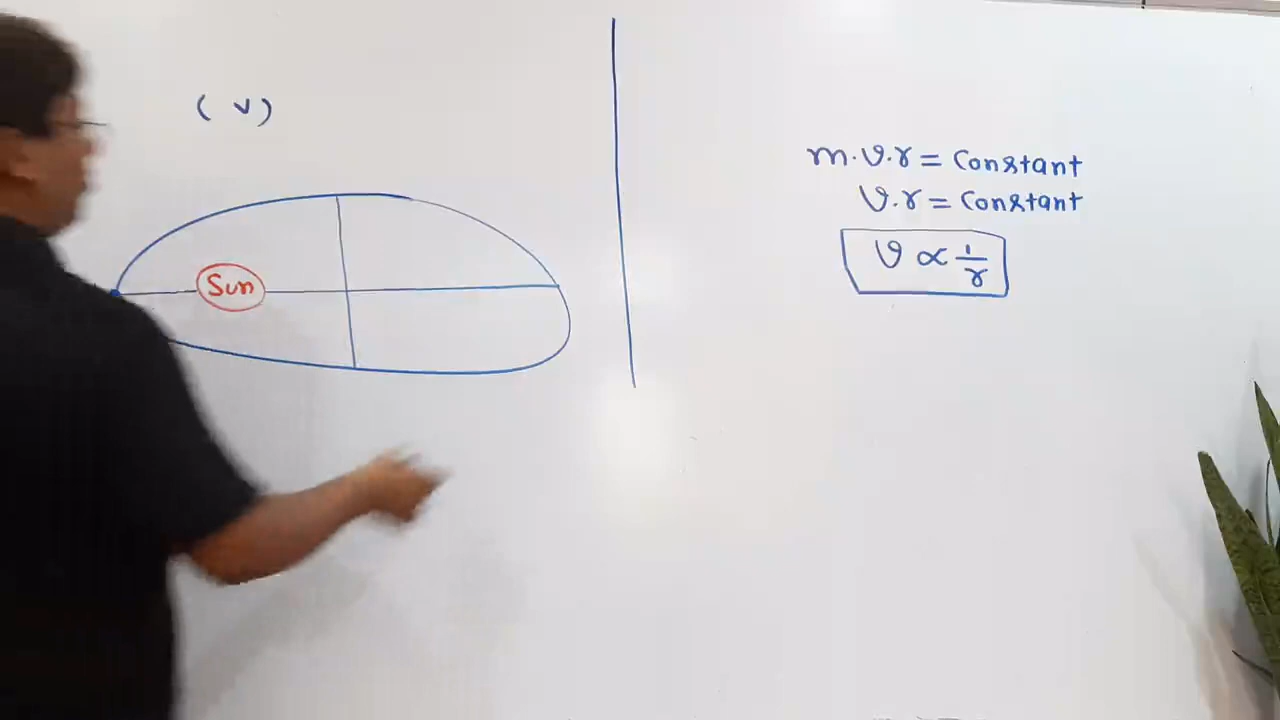 ( v )
Sun
m.v.r = Constant
v.r = Constant
v ∝ 1/r